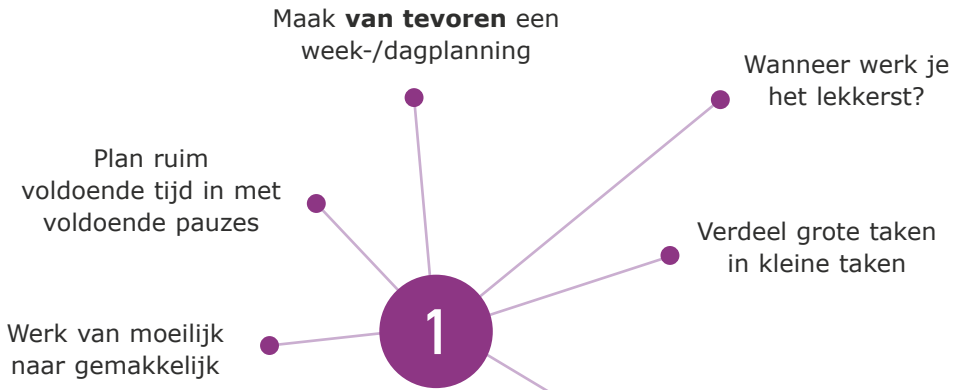 Maak van tevoren een
week-/dagplanning
Wanneer werk je
het lekkerst?
Plan ruim
voldoende tijd in met
voldoende pauzes
Verdeel grote taken
in kleine taken
1
Werk van moeilijk
naar gemakkelijk